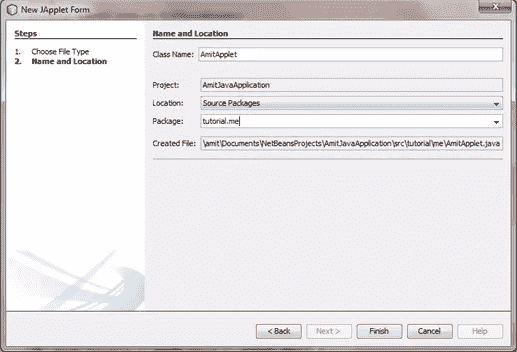 New JApplet Form
Steps
1. Choose File Type
2. Name and Location
Name and Location
Class Name: AmitApplet
Project: AmitJavaApplication
Location: Source Packages
Package: tutorial.me
Created File: \amit\Documents\NetBeansProjects\AmitJavaApplication\src\tutorial\me\AmitApplet.java
< Back Next > Finish Cancel Help